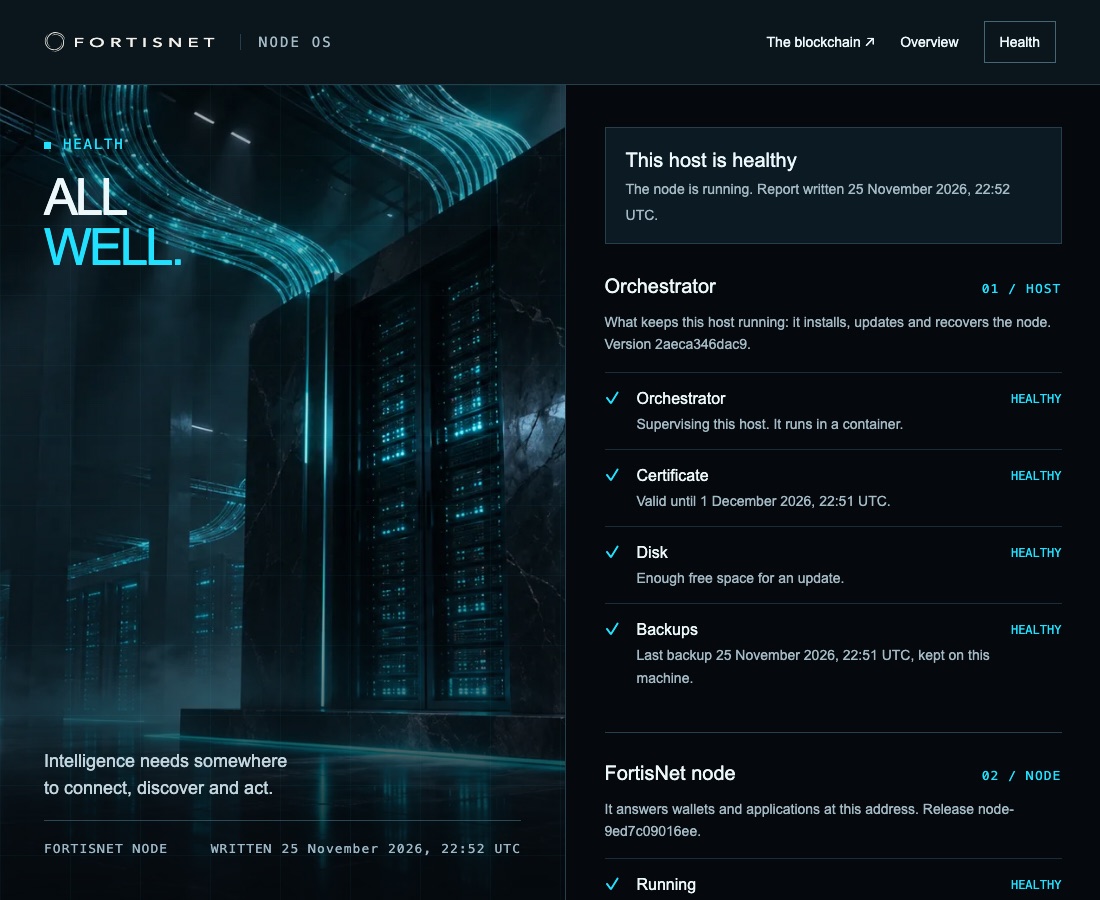 FORTISNET
NODE OS
The blockchain ↗
Overview
Health
HEALTH
ALL
WELL.
Intelligence needs somewhere
to connect, discover and act.
FORTISNET NODE
WRITTEN 25 November 2026, 22:52 UTC
This host is healthy
The node is running. Report written 25 November 2026, 22:52
UTC.
Orchestrator
01 / HOST
What keeps this host running: it installs, updates and recovers the node.
Version 2aeca346dac9.
Orchestrator
HEALTHY
Supervising this host. It runs in a container.
Certificate
HEALTHY
Valid until 1 December 2026, 22:51 UTC.
Disk
HEALTHY
Enough free space for an update.
Backups
HEALTHY
Last backup 25 November 2026, 22:51 UTC, kept on this
machine.
FortisNet node
02 / NODE
It answers wallets and applications at this address. Release node-
9ed7c09016ee.
Running
HEALTHY